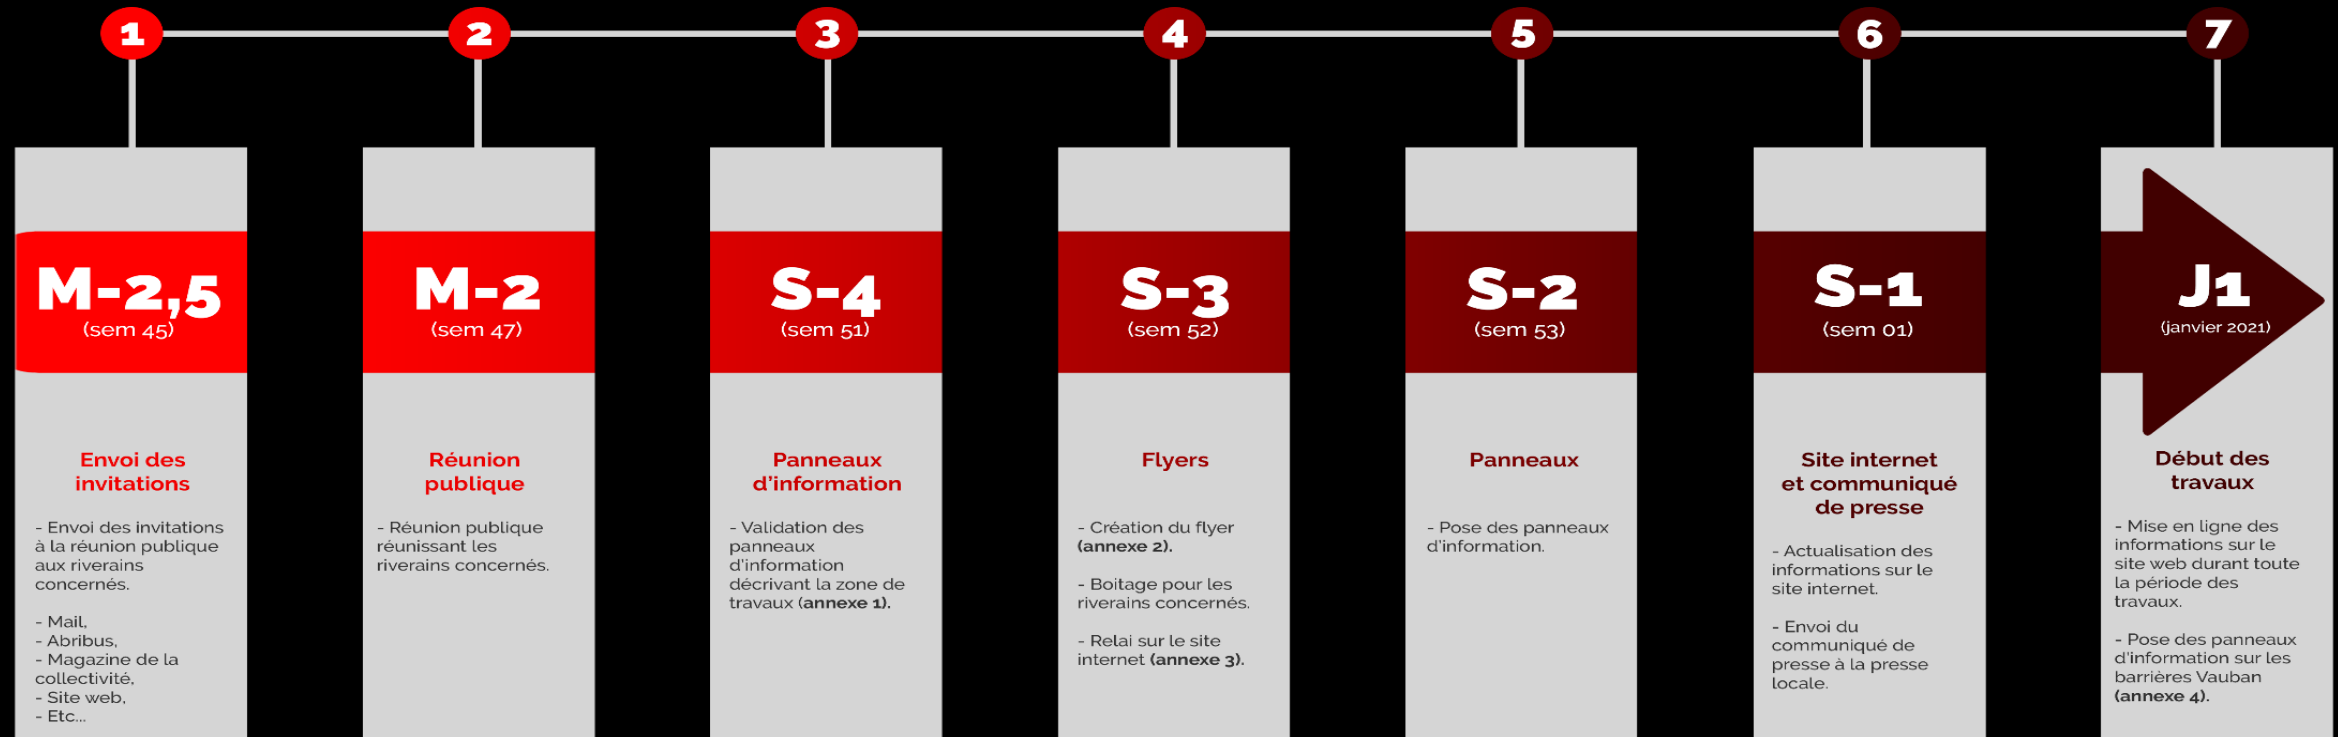 1
2
3
4
5
6
7
M-2,5
(sem 45)
Envoi des
invitations
- Envoi des invitations
à la réunion publique
aux riverains
concernés.
- Mail,
- Abribus,
- Magazine de la
collectivité,
- Site web,
- Etc...
M-2
(sem 47)
Réunion
publique
- Réunion publique
réunissant les
riverains concernés.
S-4
(sem 51)
Panneaux
d'information
- Validation des
panneaux
d'information
décrivant la zone de
travaux (annexe 1).
S-3
(sem 52)
Flyers
- Création du flyer
(annexe 2).
- Boitage pour les
riverains concernés.
- Relai sur le site
internet (annexe 3).
S-2
(sem 53)
Panneaux
- Pose des panneaux
d'information.
S-1
(sem 01)
Site internet
et communiqué
de presse
- Actualisation des
informations sur le
site internet.
- Envoi du
communiqué de
presse à la presse
locale.
J1
(janvier 2021)
Début des
travaux
- Mise en ligne des
informations sur le
site web durant toute
la période des
travaux.
- Pose des panneaux
d'information sur les
barrières Vauban
(annexe 4).